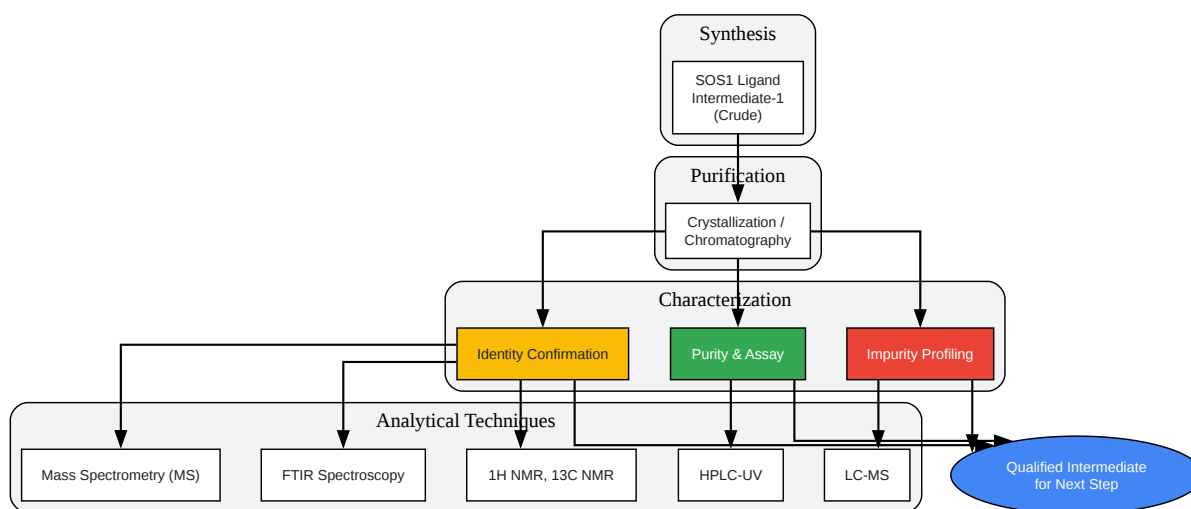 Synthesis
SOS1 Ligand
Intermediate-1
(Crude)
Purification
Crystallization /
Chromatography
Characterization
Identity Confirmation
Purity & Assay
Impurity Profiling
Analytical Techniques
Mass Spectrometry (MS)
FTIR Spectroscopy
1H NMR, 13C NMR
HPLC-UV
LC-MS
Qualified Intermediate
for Next Step